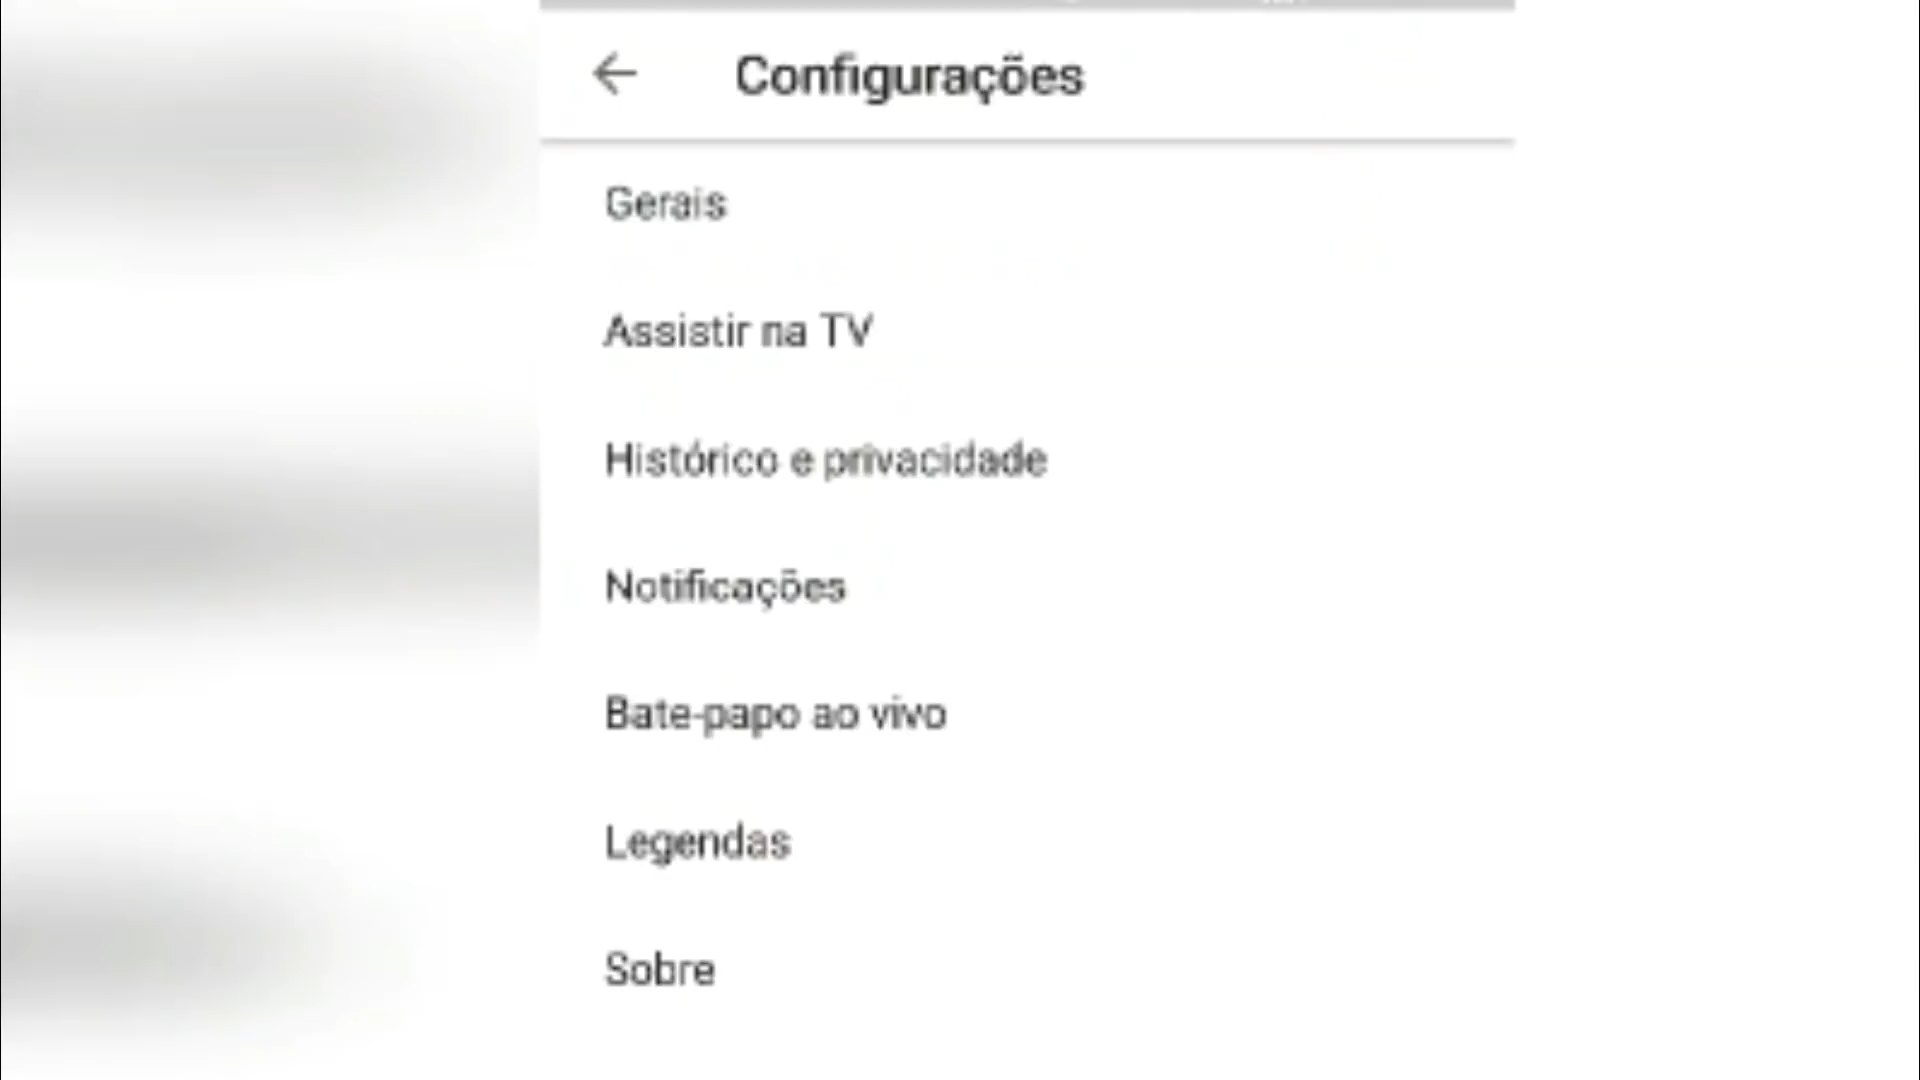 Configurações
Gerais
Assistir na TV
Histórico e privacidade
Notificações
Bate-papo ao vivo
Legendas
Sobre